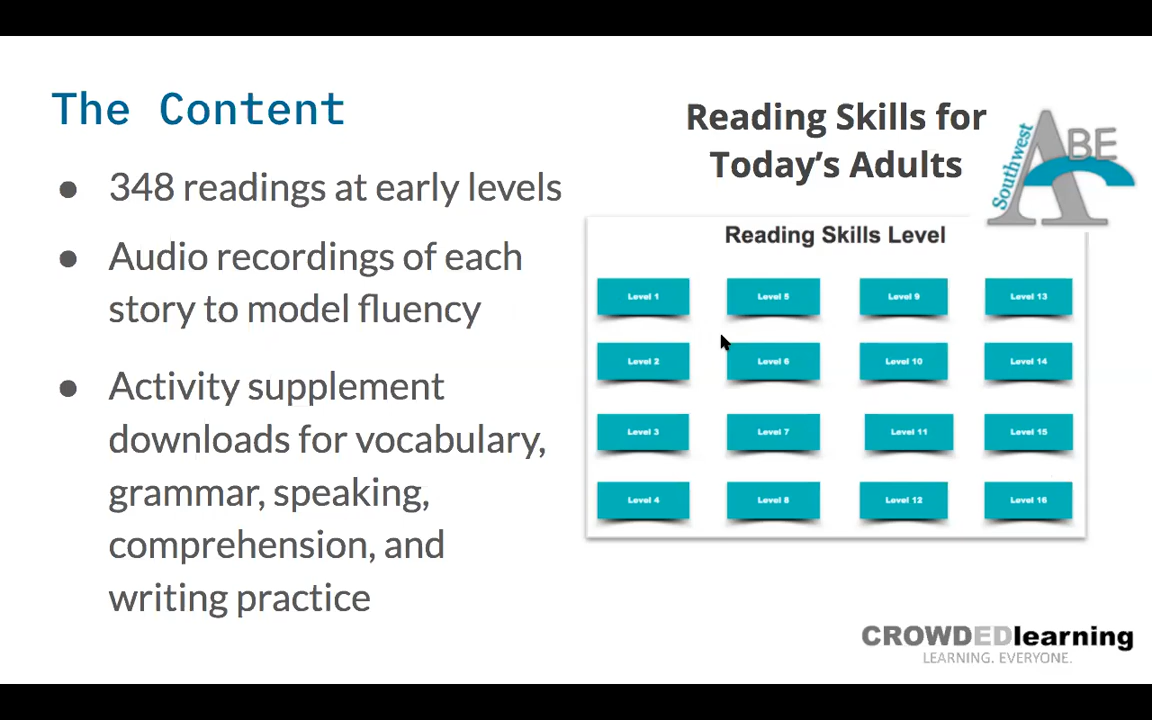 The Content
● 348 readings at early levels
● Audio recordings of each
story to model fluency
● Activity supplement
downloads for vocabulary,
grammar, speaking,
comprehension, and
writing practice
Reading Skills for
Today's Adults
Southwest ABE
Reading Skills Level
Level 1 Level 5 Level 9 Level 13
Level 2 Level 6 Level 10 Level 14
Level 3 Level 7 Level 11 Level 15
Level 4 Level 8 Level 12 Level 16
CROWDEDlearning
LEARNING. EVERYONE.